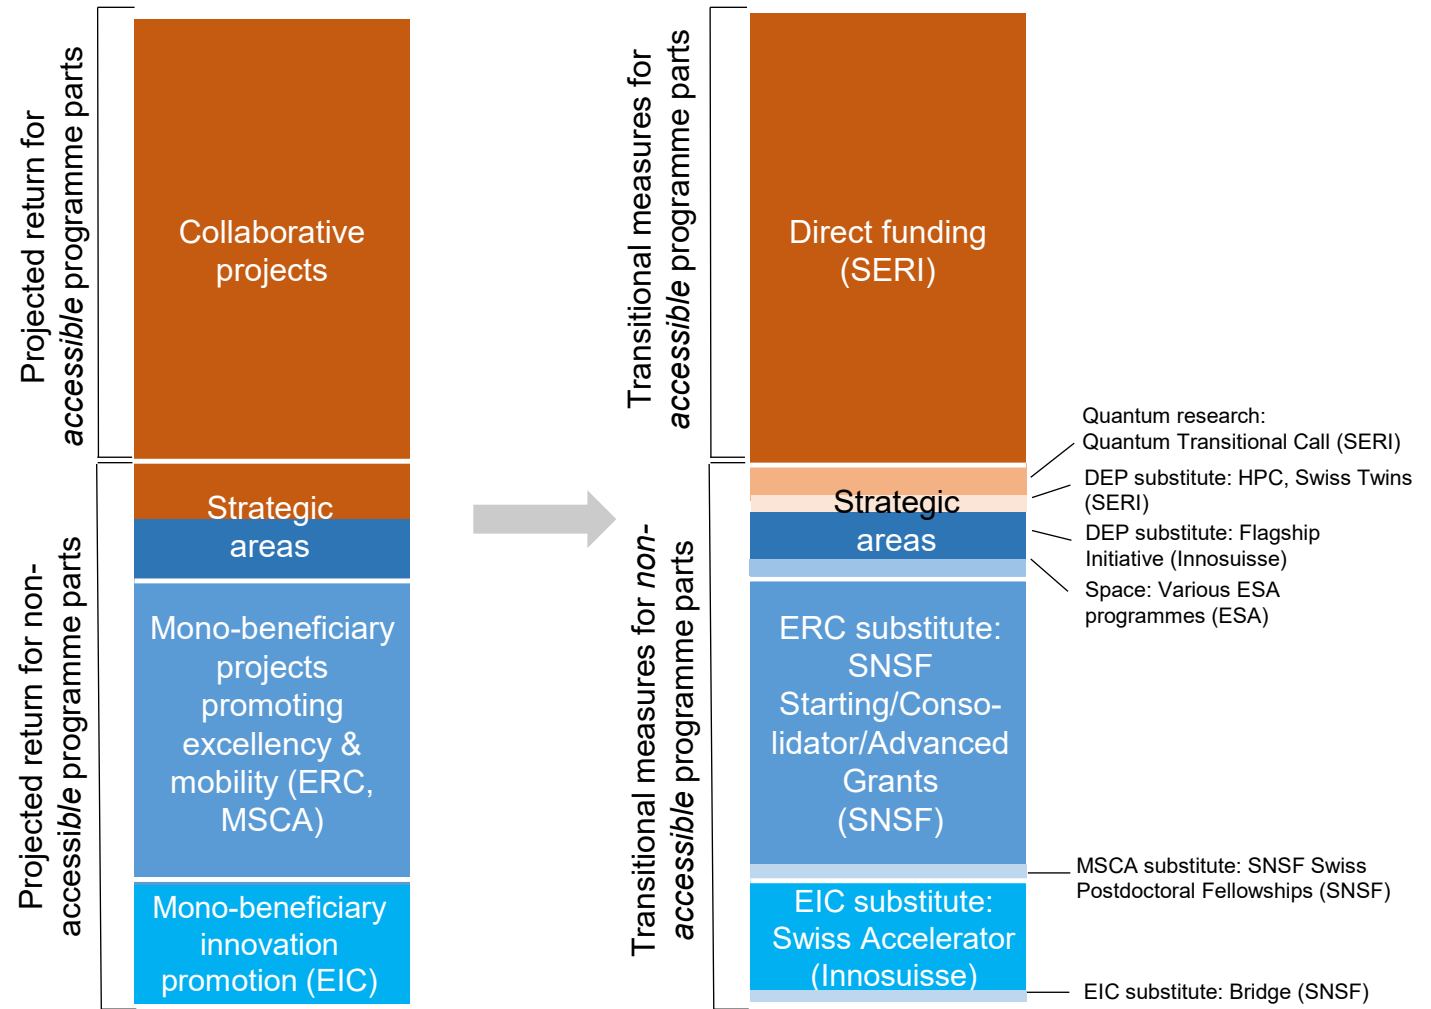 Projected return for
accessible programme parts
Collaborative
projects
Projected return for non-
accessible programme parts
Strategic
areas
Mono-beneficiary
projects
promoting
excellency &
mobility (ERC,
MSCA)
Mono-beneficiary
innovation
promotion (EIC)
Transitional measures for
accessible programme parts
Direct funding
(SERI)
Transitional measures for non-
accessible programme parts
Strategic
areas
ERC substitute:
SNSF
Starting/Conso-
lidator/Advanced
Grants
(SNSF)
EIC substitute:
Swiss Accelerator
(Innosuisse)
Quantum research:
Quantum Transitional Call (SERI)
DEP substitute: HPC, Swiss Twins
(SERI)
DEP substitute: Flagship
Initiative (Innosuisse)
Space: Various ESA
programmes (ESA)
MSCA substitute: SNSF Swiss
Postdoctoral Fellowships (SNSF)
EIC substitute: Bridge (SNSF)